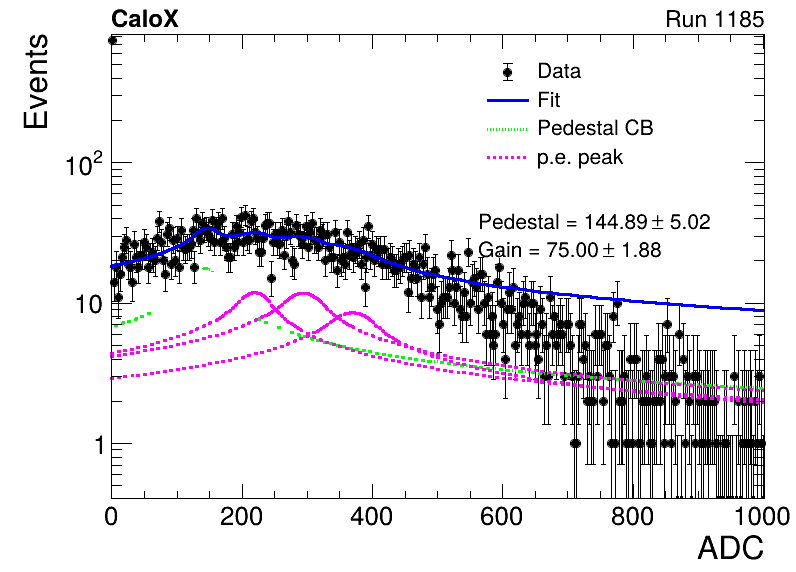 CaloX Run 1185
Events
Data
Fit
Pedestal CB
p.e. peak
Pedestal = 144.89 ± 5.02
Gain = 75.00 ± 1.88
10²
10
1
0 200 400 600 800 1000
ADC